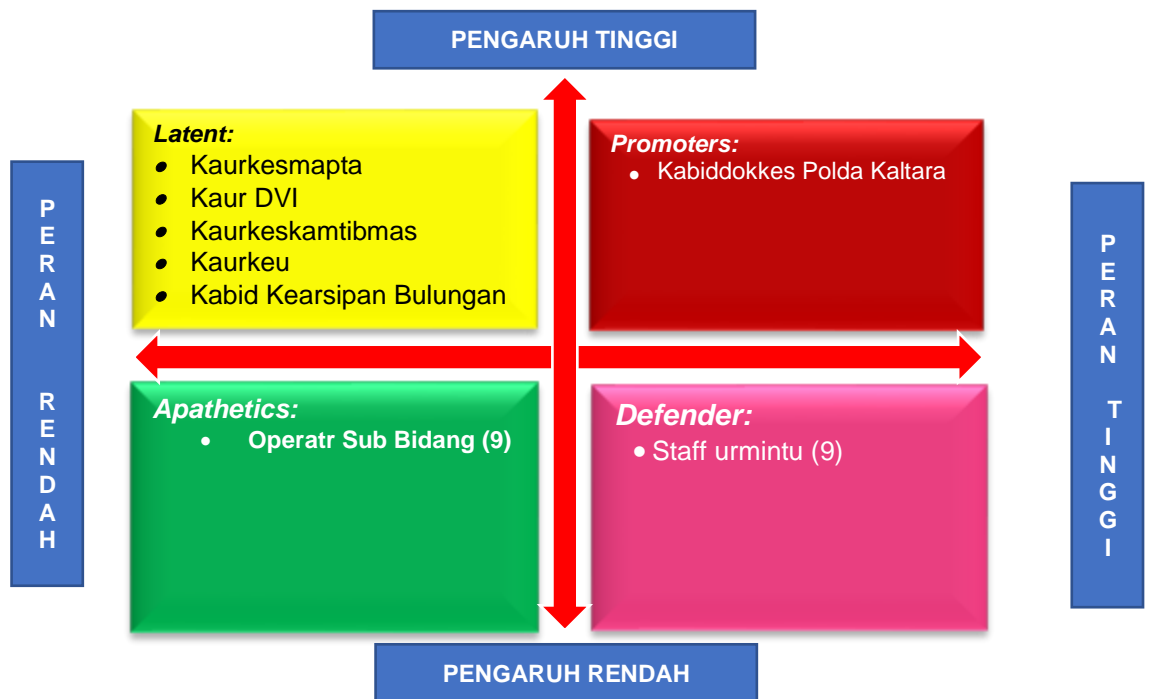 PENGARUH TINGGI
PERAN RENDAH
Latent:
● Kaurkesmapta
● Kaur DVI
● Kaurkeskamtibmas
● Kaurkeu
● Kabid Kearsipan Bulungan
Promoters:
● Kabiddokkes Polda Kaltara
PERAN TINGGI
Apathetics:
• Operatr Sub Bidang (9)
Defender:
● Staff urmintu (9)
PENGARUH RENDAH